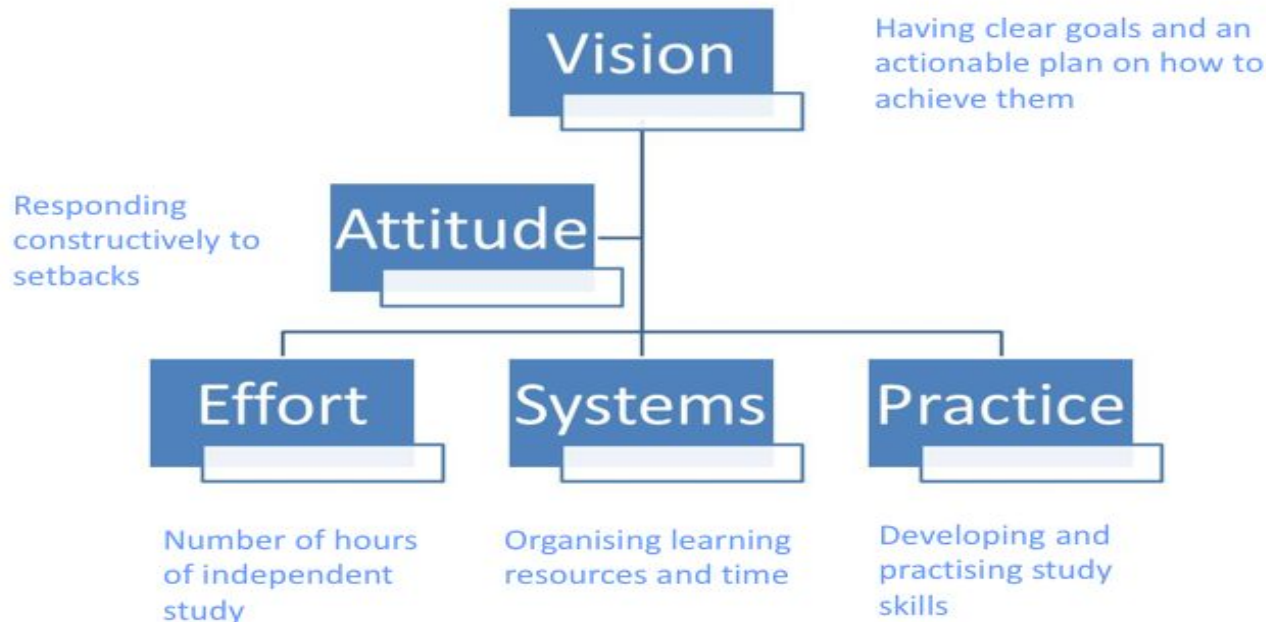 Vision
Having clear goals and an
actionable plan on how to
achieve them
Responding
constructively to
setbacks
Attitude
Effort
Systems
Practice
Number of hours
of independent
study
Organising learning
resources and time
Developing and
practising study
skills